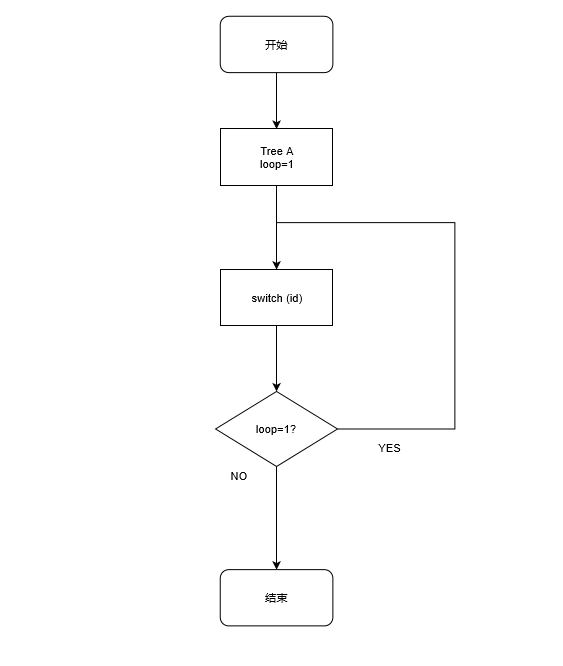 开始
Tree A
loop=1
switch (id)
loop=1?
YES
NO
结束